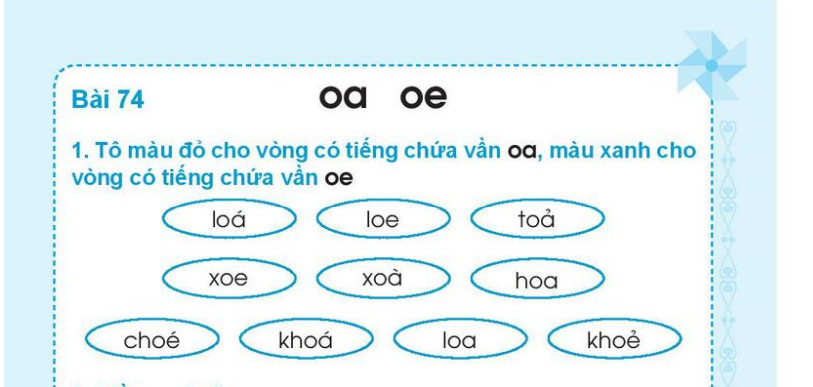 Bài 74 oa oe
1. Tô màu đỏ cho vòng có tiếng chứa vần oa, màu xanh cho
vòng có tiếng chứa vần oe
loá loe toả
xoe xoà hoa
choé khoá loa khoẻ